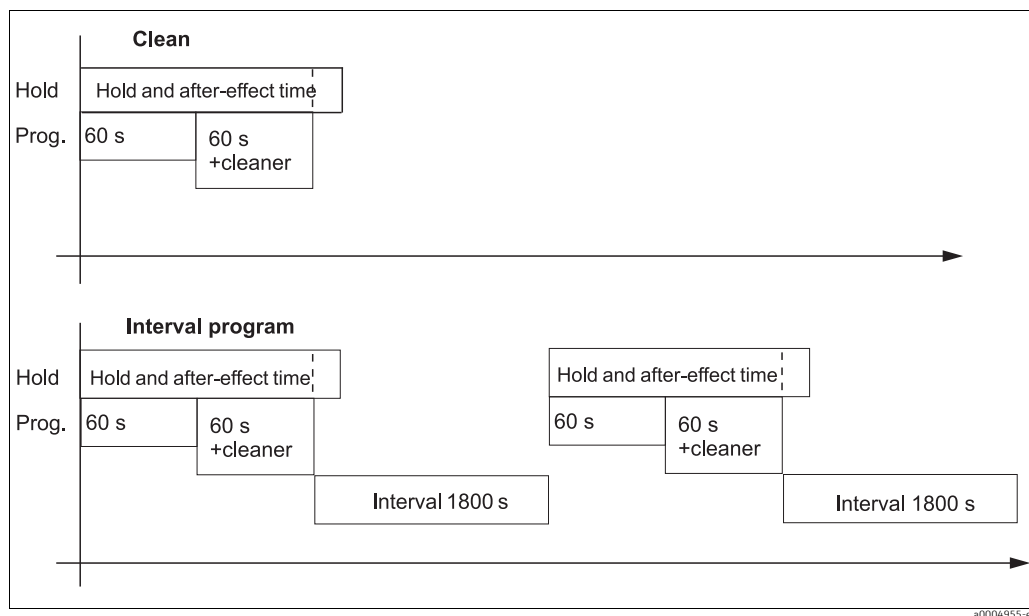 Clean
Hold
Hold and after-effect time
Prog.
60 s
60 s
+cleaner
Interval program
Hold
Hold and after-effect time
Hold and after-effect time
Prog.
60 s
60 s
+cleaner
60 s
60 s
+cleaner
Interval 1800 s
Interval 1800 s